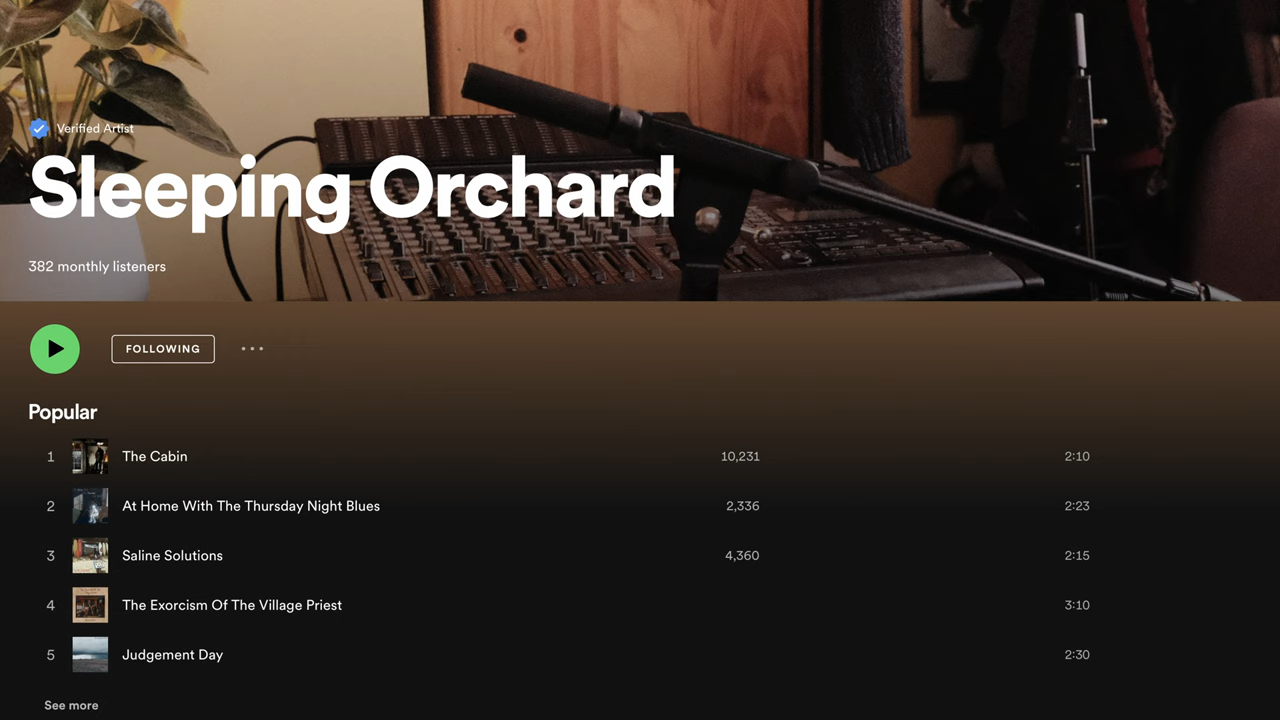 Verified Artist
Sleeping Orchard
382 monthly listeners
FOLLOWING
Popular
1 The Cabin 10,231 2:10
2 At Home With The Thursday Night Blues 2,336 2:23
3 Saline Solutions 4,360 2:15
4 The Exorcism Of The Village Priest 3:10
5 Judgement Day 2:30
See more